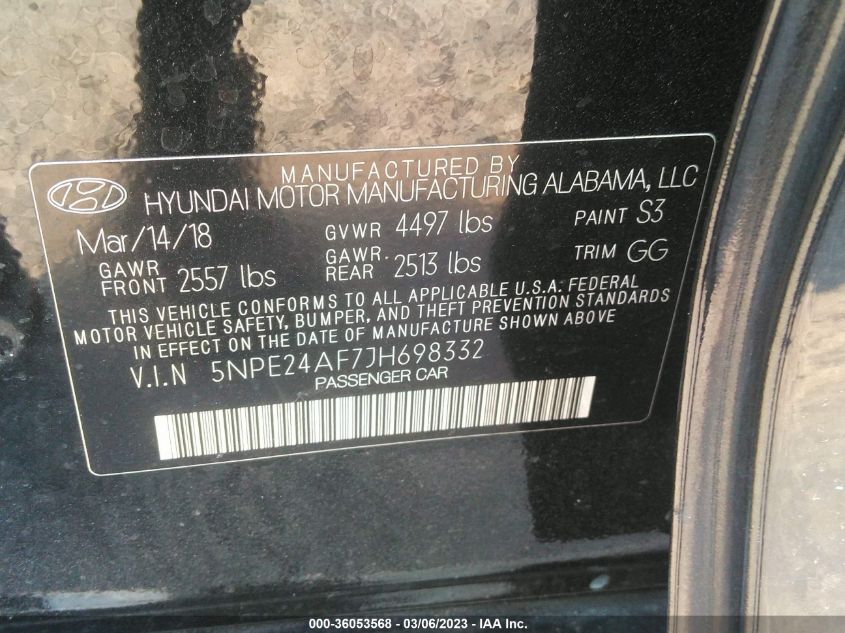 MANUFACTURED BY
HYUNDAI MOTOR MANUFACTURING ALABAMA, LLC
Mar/14/18 GVWR 4497 lbs PAINT S3
GAWR FRONT 2557 lbs GAWR REAR 2513 lbs TRIM GG
THIS VEHICLE CONFORMS TO ALL APPLICABLE U.S.A. FEDERAL
MOTOR VEHICLE SAFETY, BUMPER, AND THEFT PREVENTION STANDARDS
IN EFFECT ON THE DATE OF MANUFACTURE SHOWN ABOVE
V.I.N 5NPE24AF7JH698332
PASSENGER CAR
000-36053568 — 03/06/2023 — IAA Inc.